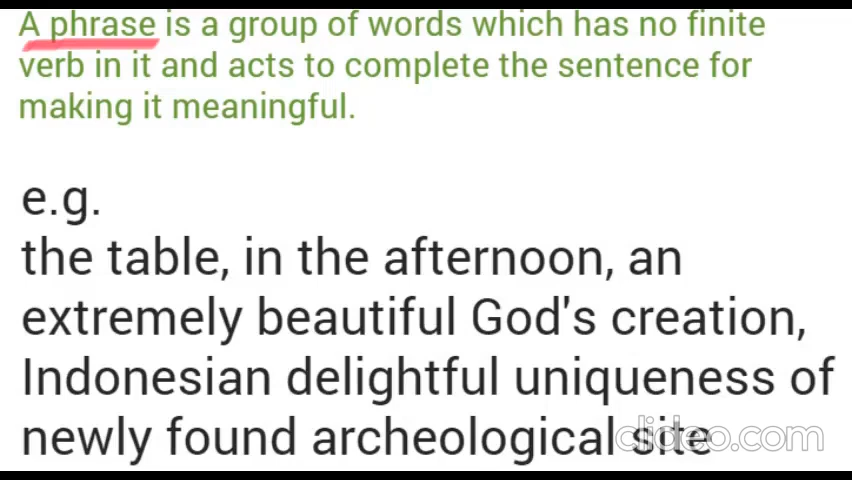 A phrase is a group of words which has no finite
verb in it and acts to complete the sentence for
making it meaningful.
e.g.
the table, in the afternoon, an
extremely beautiful God's creation,
Indonesian delightful uniqueness of
newly found archeological site
clideo.com